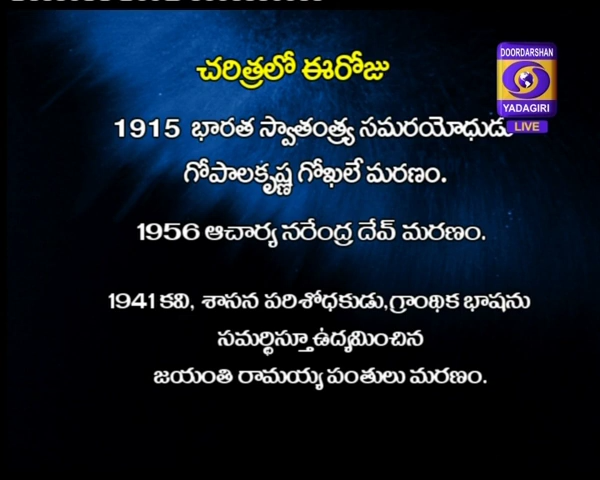 చరిత్రలో ఈరోజు
DOORDARSHAN
YADAGIRI
LIVE
1915 భారత స్వాతంత్ర్య సమరయోధుడు
గోపాలకృష్ణ గోఖలే మరణం.
1956 ఆచార్య నరేంద్ర దేవ్ మరణం.
1941 కవి, శాసన పరిశోధకుడు,గ్రాంథిక భాషను
సమర్థిస్తూఉద్యమించిన
జయంతి రామయ్య పంతులు మరణం.